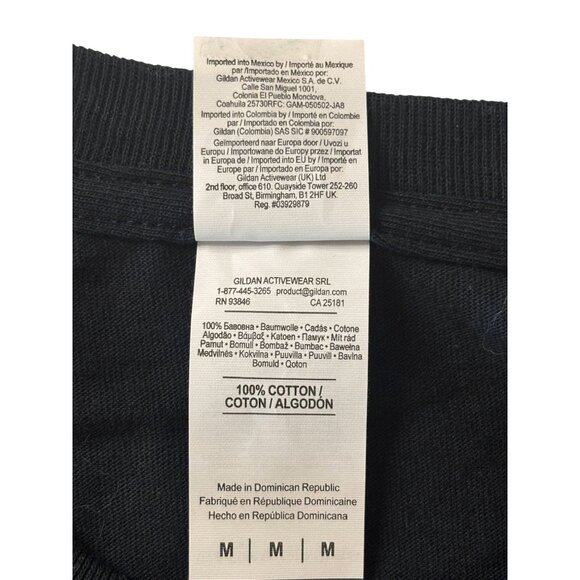 Imported into Mexico by / Importé au Mexique
par / Importado en México por:
Gildan Activewear Mexico S.A. de C.V.
Calle San Miguel 1001,
Colonia El Pueblo Monclova,
Coahuila 25730RFC: GAM-050502-JA8
Imported into Colombia by / Importé en Colombie
par / Importado en Colombia por:
Gildan (Colombia) SAS SIC # 900597097
Geïmporteerd naar Europa door / Uvozi u
Europu / Importowane do Europy przez / Importat
in Europa de / Imported into EU by / Importé en
Europe par / Importado en Europa por:
Gildan Activewear (UK) Ltd
2nd floor, office 610. Quayside Tower 252-260
Broad St, Birmingham, B1 2HF UK.
Reg. #03929879
GILDAN ACTIVEWEAR SRL
1-877-445-3265 product@gildan.com
RN 93846 CA 25181
100% Бавовна • Baumwolle • Cadás • Cotone
Algodão • Βάμβαξ • Katoen • Памук • Mit rád
Pamut • Bomull • Bombaž • Bumbac • Bawełna
Medvilnės • Kokvilna • Puuvilla • Puuvill • Bavlna
Bomuld • Qoton
100% COTTON /
COTON / ALGODÓN
Made in Dominican Republic
Fabriqué en République Dominicaine
Hecho en República Dominicana
M | M | M